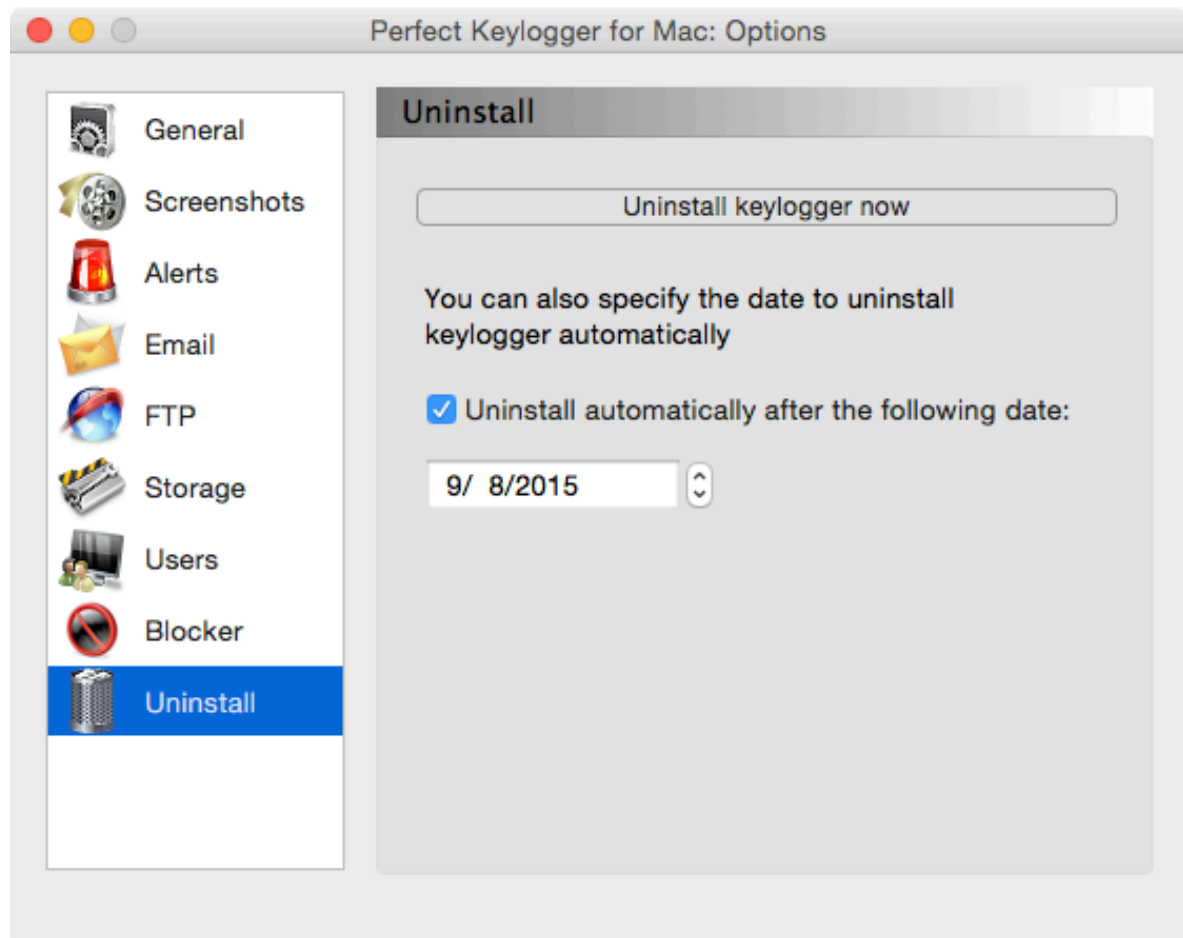 Perfect Keylogger for Mac: Options
General
Screenshots
Alerts
Email
FTP
Storage
Users
Blocker
Uninstall
Uninstall
Uninstall keylogger now
You can also specify the date to uninstall
keylogger automatically
Uninstall automatically after the following date:
9/ 8/2015